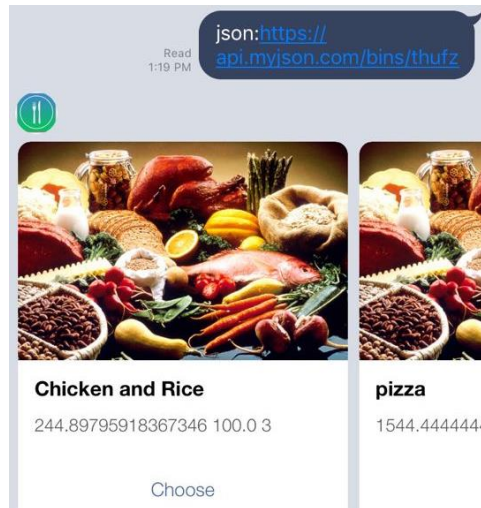 json:https://
api.myjson.com/bins/thufz
Read
1:19 PM
Chicken and Rice
244.89795918367346 100.0 3
Choose
pizza
1544.444444